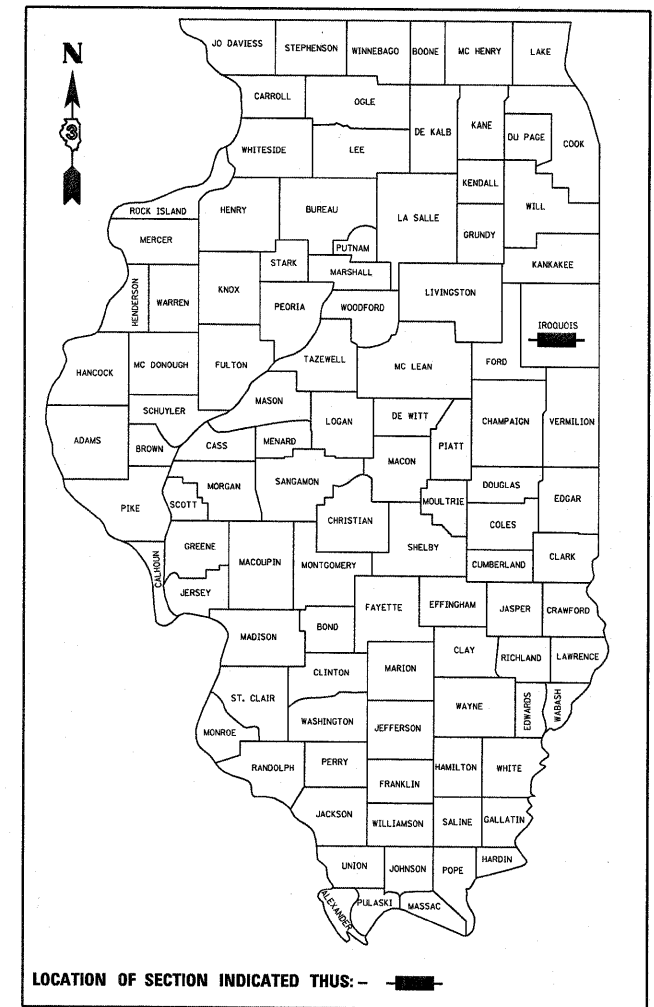 JO DAVIESS STEPHENSON WINNEBAGO BOONE MC HENRY LAKE
N
CARROLL OGLE
3
DE KALB KANE DU PAGE COOK
WHITESIDE LEE
KENDALL
ROCK ISLAND HENRY BUREAU LA SALLE WILL
MERCER PUTNAM GRUNDY
STARK MARSHALL KANKAKEE
HENDERSON WARREN KNOX PEORIA WOODFORD LIVINGSTON IROQUOIS
HANCOCK MC DONOUGH FULTON TAZEWELL MC LEAN FORD
MASON
SCHUYLER LOGAN DE WITT CHAMPAIGN VERMILION
ADAMS BROWN CASS MENARD PIATT
MACON
MORGAN SANGAMON DOUGLAS EDGAR
PIKE SCOTT MOULTRIE
CHRISTIAN COLES
GREENE MACOUPIN MONTGOMERY SHELBY CUMBERLAND CLARK
CALHOUN JERSEY
FAYETTE EFFINGHAM JASPER CRAWFORD
MADISON BOND
CLAY RICHLAND LAWRENCE
CLINTON MARION
ST. CLAIR WAYNE EDWARDS WABASH
WASHINGTON
MONROE JEFFERSON
RANDOLPH PERRY HAMILTON WHITE
FRANKLIN
JACKSON WILLIAMSON SALINE GALLATIN
UNION JOHNSON POPE HARDIN
ALEXANDER PULASKI MASSAC
LOCATION OF SECTION INDICATED THUS: –